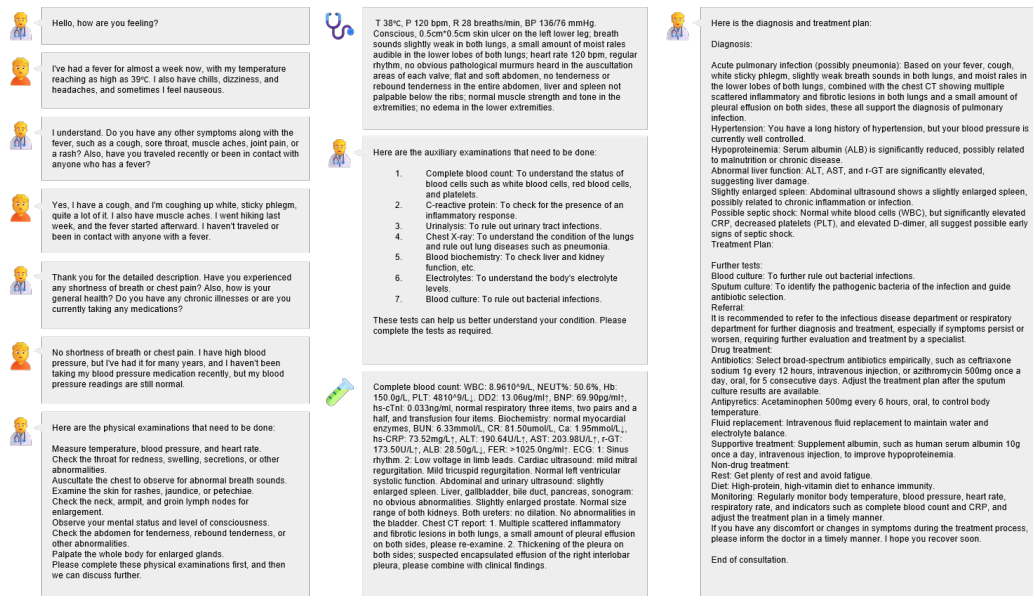 Hello, how are you feeling?
I've had a fever for almost a week now, with my temperature
reaching as high as 39℃. I also have chills, dizziness, and
headaches, and sometimes I feel nauseous.
I understand. Do you have any other symptoms along with the
fever, such as a cough, sore throat, muscle aches, joint pain, or
a rash? Also, have you traveled recently or been in contact with
anyone who has a fever?
Yes, I have a cough, and I'm coughing up white, sticky phlegm,
quite a lot of it. I also have muscle aches. I went hiking last
week, and the fever started afterward. I haven't traveled or
been in contact with anyone with a fever.
Thank you for the detailed description. Have you experienced
any shortness of breath or chest pain? Also, how is your
general health? Do you have any chronic illnesses or are you
currently taking any medications?
No shortness of breath or chest pain. I have high blood
pressure, but I've had it for many years, and I haven't been
taking my blood pressure medication recently, but my blood
pressure readings are still normal.
Here are the physical examinations that need to be done:
Measure temperature, blood pressure, and heart rate.
Check the throat for redness, swelling, secretions, or other
abnormalities.
Auscultate the chest to observe for abnormal breath sounds.
Examine the skin for rashes, jaundice, or petechiae.
Check the neck, armpit, and groin lymph nodes for
enlargement.
Observe your mental status and level of consciousness.
Check the abdomen for tenderness, rebound tenderness, or
other abnormalities.
Palpate the whole body for enlarged glands.
Please complete these physical examinations first, and then
we can discuss further.
T 38℃, P 120 bpm, R 28 breaths/min, BP 136/76 mmHg.
Conscious, 0.5cm*0.5cm skin ulcer on the left lower leg; breath
sounds slightly weak in both lungs, a small amount of moist rales
audible in the lower lobes of both lungs; heart rate 120 bpm, regular
rhythm, no obvious pathological murmurs heard in the auscultation
areas of each valve; flat and soft abdomen, no tenderness or
rebound tenderness in the entire abdomen, liver and spleen not
palpable below the ribs; normal muscle strength and tone in the
extremities; no edema in the lower extremities.
Here are the auxiliary examinations that need to be done:
1. Complete blood count: To understand the status of
blood cells such as white blood cells, red blood cells,
and platelets.
2. C-reactive protein: To check for the presence of an
inflammatory response.
3. Urinalysis: To rule out urinary tract infections.
4. Chest X-ray: To understand the condition of the lungs
and rule out lung diseases such as pneumonia.
5. Blood biochemistry: To check liver and kidney
function, etc.
6. Electrolytes: To understand the body's electrolyte
levels.
7. Blood culture: To rule out bacterial infections.
These tests can help us better understand your condition. Please
complete the tests as required.
Complete blood count: WBC: 8.9610^9/L, NEUT%: 50.6%, Hb:
150.0g/L, PLT: 4810^9/L↓. DD2: 13.06ug/ml↑, BNP: 69.90pg/ml↑,
hs-cTnl: 0.033ng/ml, normal respiratory three items, two pairs and a
half, and transfusion four items. Biochemistry: normal myocardial
enzymes, BUN: 6.33mmol/L, CR: 81.50umol/L, Ca: 1.95mmol/L↓,
hs-CRP: 73.52mg/L↑, ALT: 190.64U/L↑, AST: 203.98U/L↑, r-GT:
173.50U/L↑, ALB: 28.50g/L↓, FER: >1025.0ng/ml↑. ECG: 1: Sinus
rhythm. 2: Low voltage in limb leads. Cardiac ultrasound: mild mitral
regurgitation. Mild tricuspid regurgitation. Normal left ventricular
systolic function. Abdominal and urinary ultrasound: slightly
enlarged spleen. Liver, gallbladder, bile duct, pancreas, sonogram:
no obvious abnormalities. Slightly enlarged prostate. Normal size
range of both kidneys. Both ureters: no dilation. No abnormalities in
the bladder. Chest CT report: 1. Multiple scattered inflammatory
and fibrotic lesions in both lungs, a small amount of pleural effusion
on both sides, please re-examine. 2. Thickening of the pleura on
both sides; suspected encapsulated effusion of the right interlobar
pleura, please combine with clinical findings.
Here is the diagnosis and treatment plan:
Diagnosis:
Acute pulmonary infection (possibly pneumonia): Based on your fever, cough,
white sticky phlegm, slightly weak breath sounds in both lungs, and moist rales in
the lower lobes of both lungs, combined with the chest CT showing multiple
scattered inflammatory and fibrotic lesions in both lungs and a small amount of
pleural effusion on both sides, these all support the diagnosis of pulmonary
infection.
Hypertension: You have a long history of hypertension, but your blood pressure is
currently well controlled.
Hypoproteinemia: Serum albumin (ALB) is significantly reduced, possibly related
to malnutrition or chronic disease.
Abnormal liver function: ALT, AST, and r-GT are significantly elevated,
suggesting liver damage.
Slightly enlarged spleen: Abdominal ultrasound shows a slightly enlarged spleen,
possibly related to chronic inflammation or infection.
Possible septic shock: Normal white blood cells (WBC), but significantly elevated
CRP, decreased platelets (PLT), and elevated D-dimer, all suggest possible early
signs of septic shock.
Treatment Plan:
Further tests:
Blood culture: To further rule out bacterial infections.
Sputum culture: To identify the pathogenic bacteria of the infection and guide
antibiotic selection.
Referral:
It is recommended to refer to the infectious disease department or respiratory
department for further diagnosis and treatment, especially if symptoms persist or
worsen, requiring further evaluation and treatment by a specialist.
Drug treatment:
Antibiotics: Select broad-spectrum antibiotics empirically, such as ceftriaxone
sodium 1g every 12 hours, intravenous injection, or azithromycin 500mg once a
day, oral, for 5 consecutive days. Adjust the treatment plan after the sputum
culture results are available.
Antipyretics: Acetaminophen 500mg every 6 hours, oral, to control body
temperature.
Fluid replacement: Intravenous fluid replacement to maintain water and
electrolyte balance.
Supportive treatment: Supplement albumin, such as human serum albumin 10g
once a day, intravenous injection, to improve hypoproteinemia.
Non-drug treatment:
Rest: Get plenty of rest and avoid fatigue.
Diet: High-protein, high-vitamin diet to enhance immunity.
Monitoring: Regularly monitor body temperature, blood pressure, heart rate,
respiratory rate, and indicators such as complete blood count and CRP, and
adjust the treatment plan in a timely manner.
If you have any discomfort or changes in symptoms during the treatment process,
please inform the doctor in a timely manner. I hope you recover soon.
End of consultation.